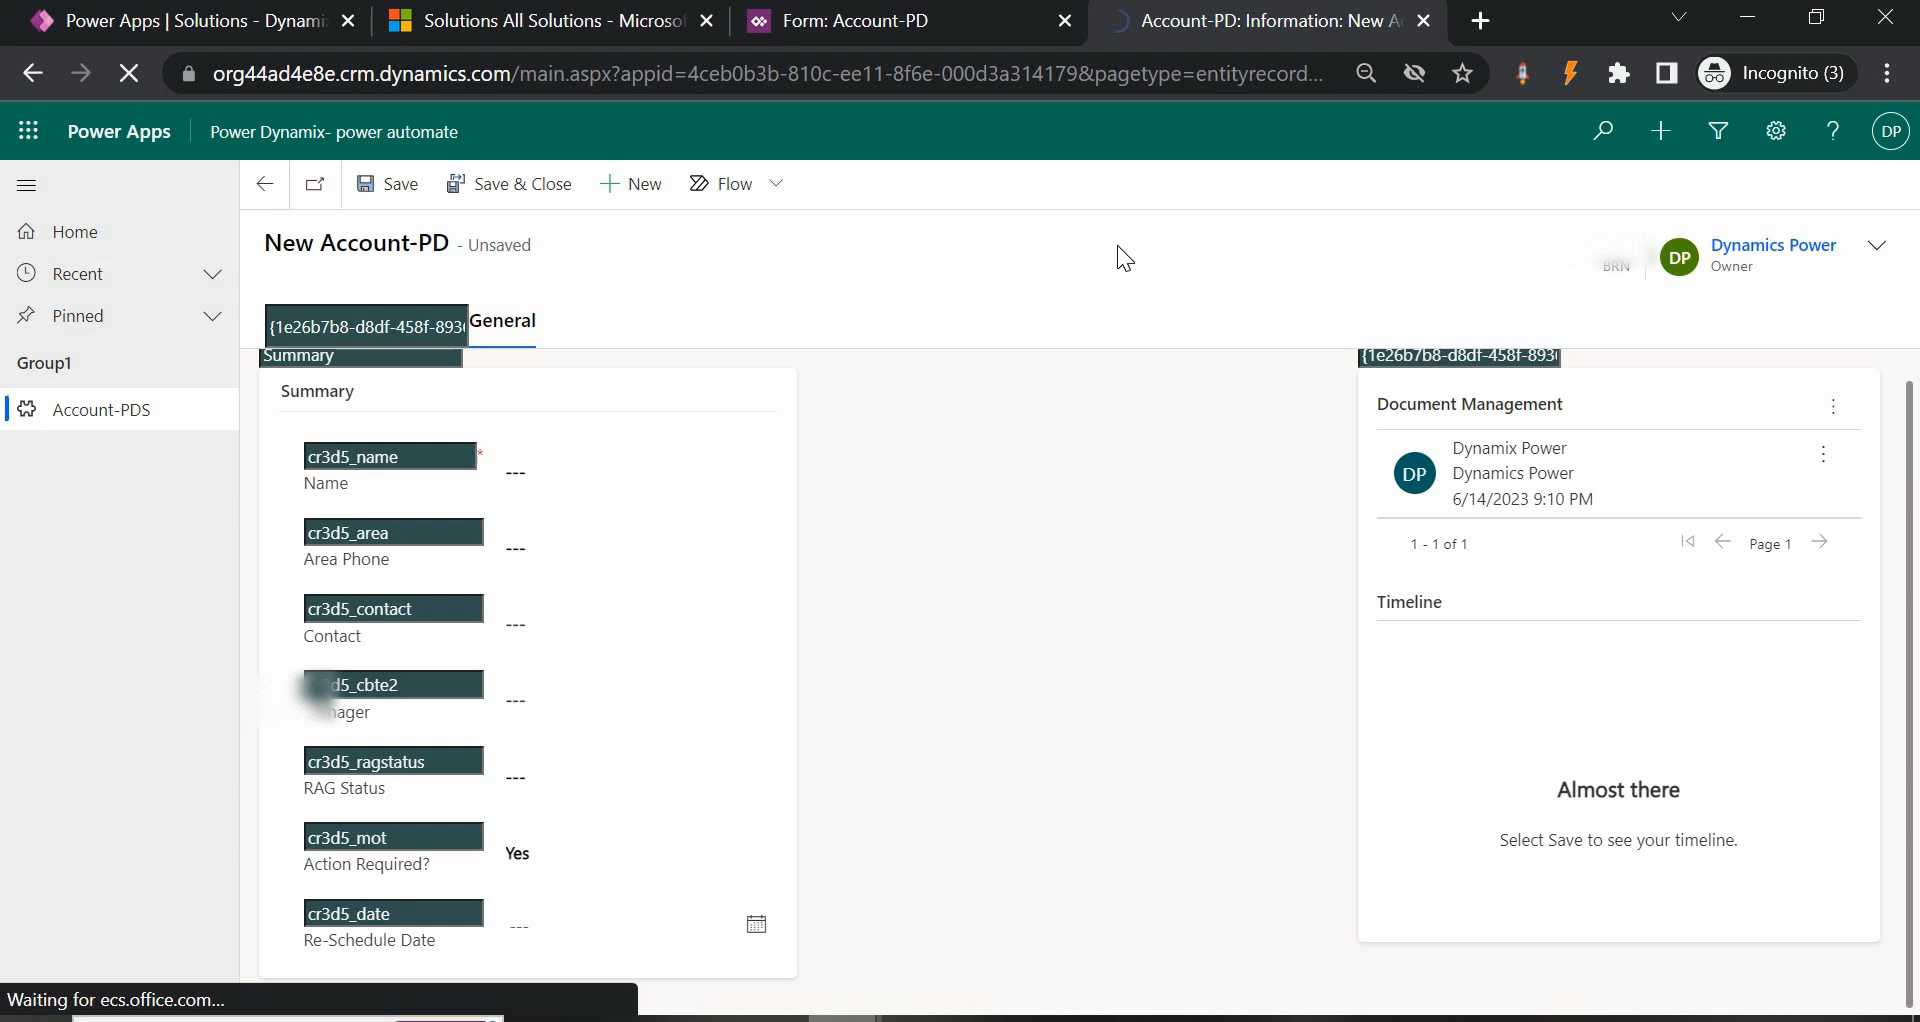 Power Apps | Solutions - Dynami
Solutions All Solutions - Microsof
Form: Account-PD
Account-PD: Information: New A
org44ad4e8e.crm.dynamics.com/main.aspx?appid=4ceb0b3b-810c-ee11-8f6e-000d3a314179&pagetype=entityrecord...
Incognito (3)
Power Apps
Power Dynamix- power automate
DP
Save
Save & Close
New
Flow
Home
Recent
Pinned
Group1
Account-PDS
New Account-PD - Unsaved
BRN
DP
Dynamics Power
Owner
{1e26b7b8-d8df-458f-893
General
Summary
Summary
cr3d5_name *
Name
---
cr3d5_area
Area Phone
---
cr3d5_contact
Contact
---
d5_cbte2
nager
---
cr3d5_ragstatus
RAG Status
---
cr3d5_mot
Action Required?
Yes
cr3d5_date
Re-Schedule Date
---
{1e26b7b8-d8df-458f-893
Document Management
DP
Dynamix Power
Dynamics Power
6/14/2023 9:10 PM
1 - 1 of 1
Page 1
Timeline
Almost there
Select Save to see your timeline.
Waiting for ecs.office.com...